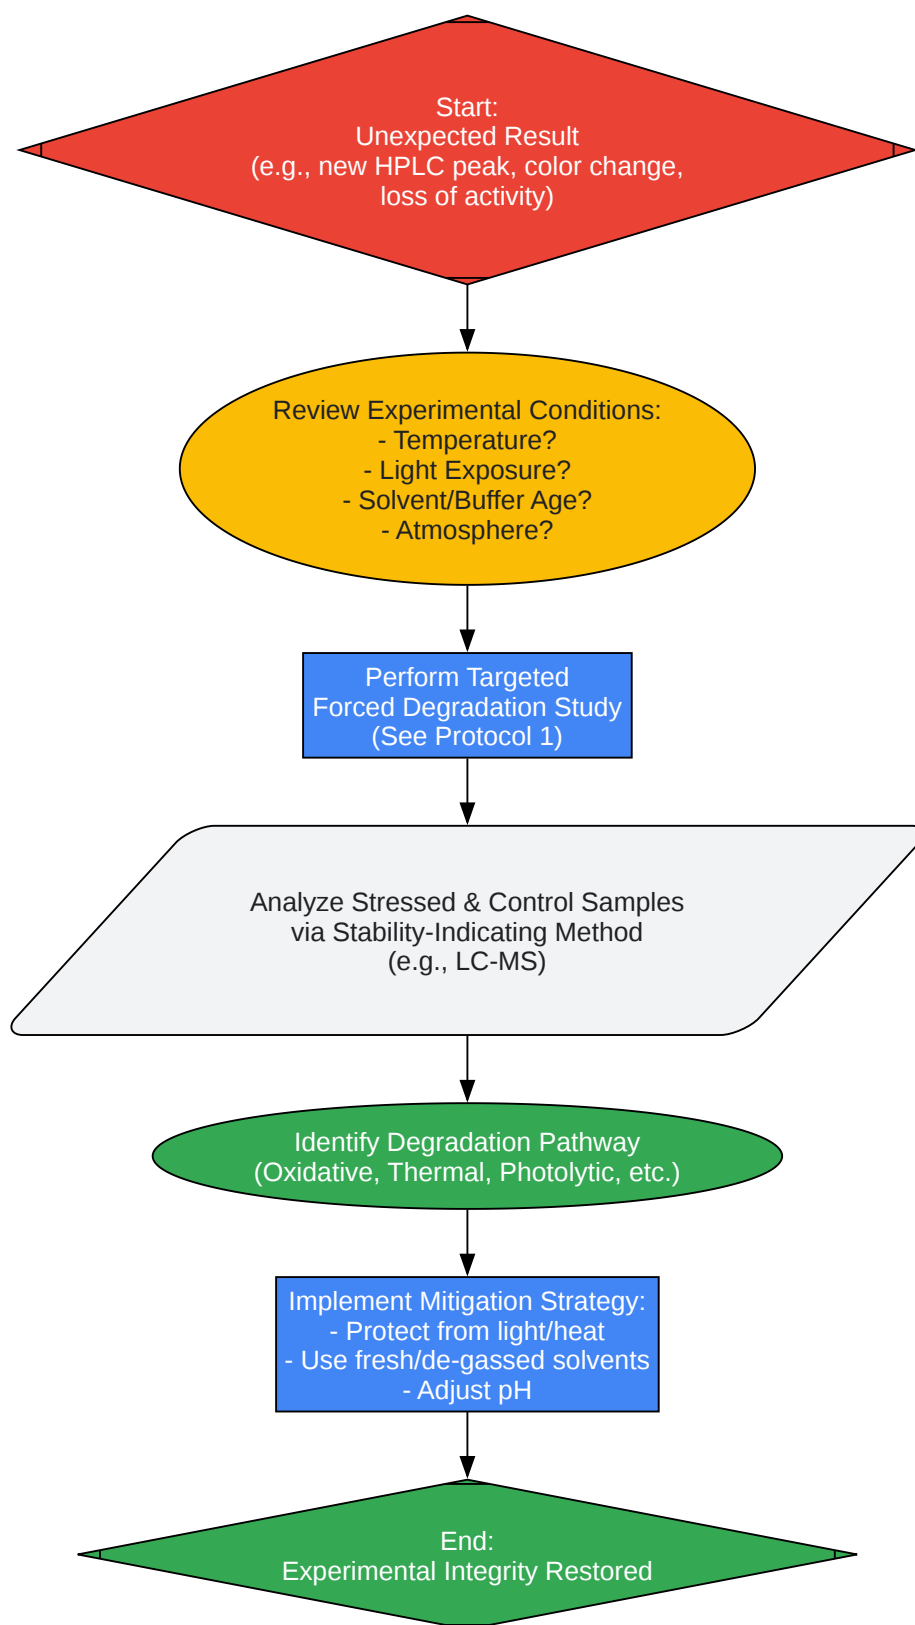 Start:
Unexpected Result
(e.g., new HPLC peak, color change,
loss of activity)
Review Experimental Conditions:
- Temperature?
- Light Exposure?
- Solvent/Buffer Age?
- Atmosphere?
Perform Targeted
Forced Degradation Study
(See Protocol 1)
Analyze Stressed & Control Samples
via Stability-Indicating Method
(e.g., LC-MS)
Identify Degradation Pathway
(Oxidative, Thermal, Photolytic, etc.)
Implement Mitigation Strategy:
- Protect from light/heat
- Use fresh/de-gassed solvents
- Adjust pH
End:
Experimental Integrity Restored